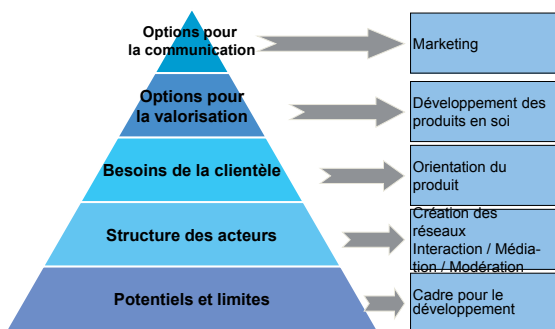 Options pour
la communication
Marketing
Options pour
la valorisation
Développement des
produits en soi
Besoins de la clientèle
Orientation du
produit
Structure des acteurs
Création des
réseaux
Interaction / Média-
tion / Modération
Potentiels et limites
Cadre pour le
développement